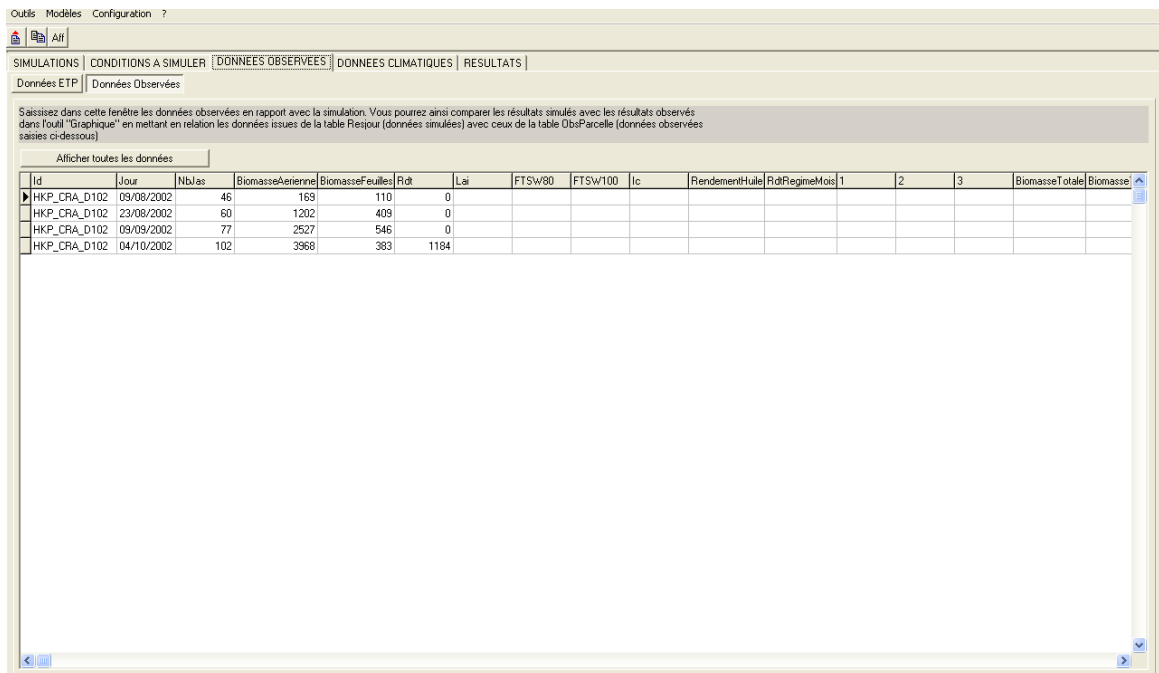 Outils Modèles Configuration ?
Aff
SIMULATIONS CONDITIONS A SIMULER DONNEES OBSERVEES DONNEES CLIMATIQUES RESULTATS
Données ETP Données Observées
Saisissez dans cette fenêtre les données observées en rapport avec la simulation. Vous pourrez ainsi comparer les résultats simulés avec les résultats observés
dans l'outil "Graphique" en mettant en relation les données issues de la table Resjour (données simulées) avec ceux de la table ObsParcelle (données observées
saisies ci-dessous)
Afficher toutes les données
Id Jour NbJas BiomasseAerienne BiomasseFeuilles Rdt Lai FTSW80 FTSW100 Ic RendementHuile RdtRegimeMois 1 2 3 BiomasseTotale Biomasse
HKP_CRA_D102 09/08/2002 46 169 110 0
HKP_CRA_D102 23/08/2002 60 1202 409 0
HKP_CRA_D102 09/09/2002 77 2527 546 0
HKP_CRA_D102 04/10/2002 102 3968 383 1184